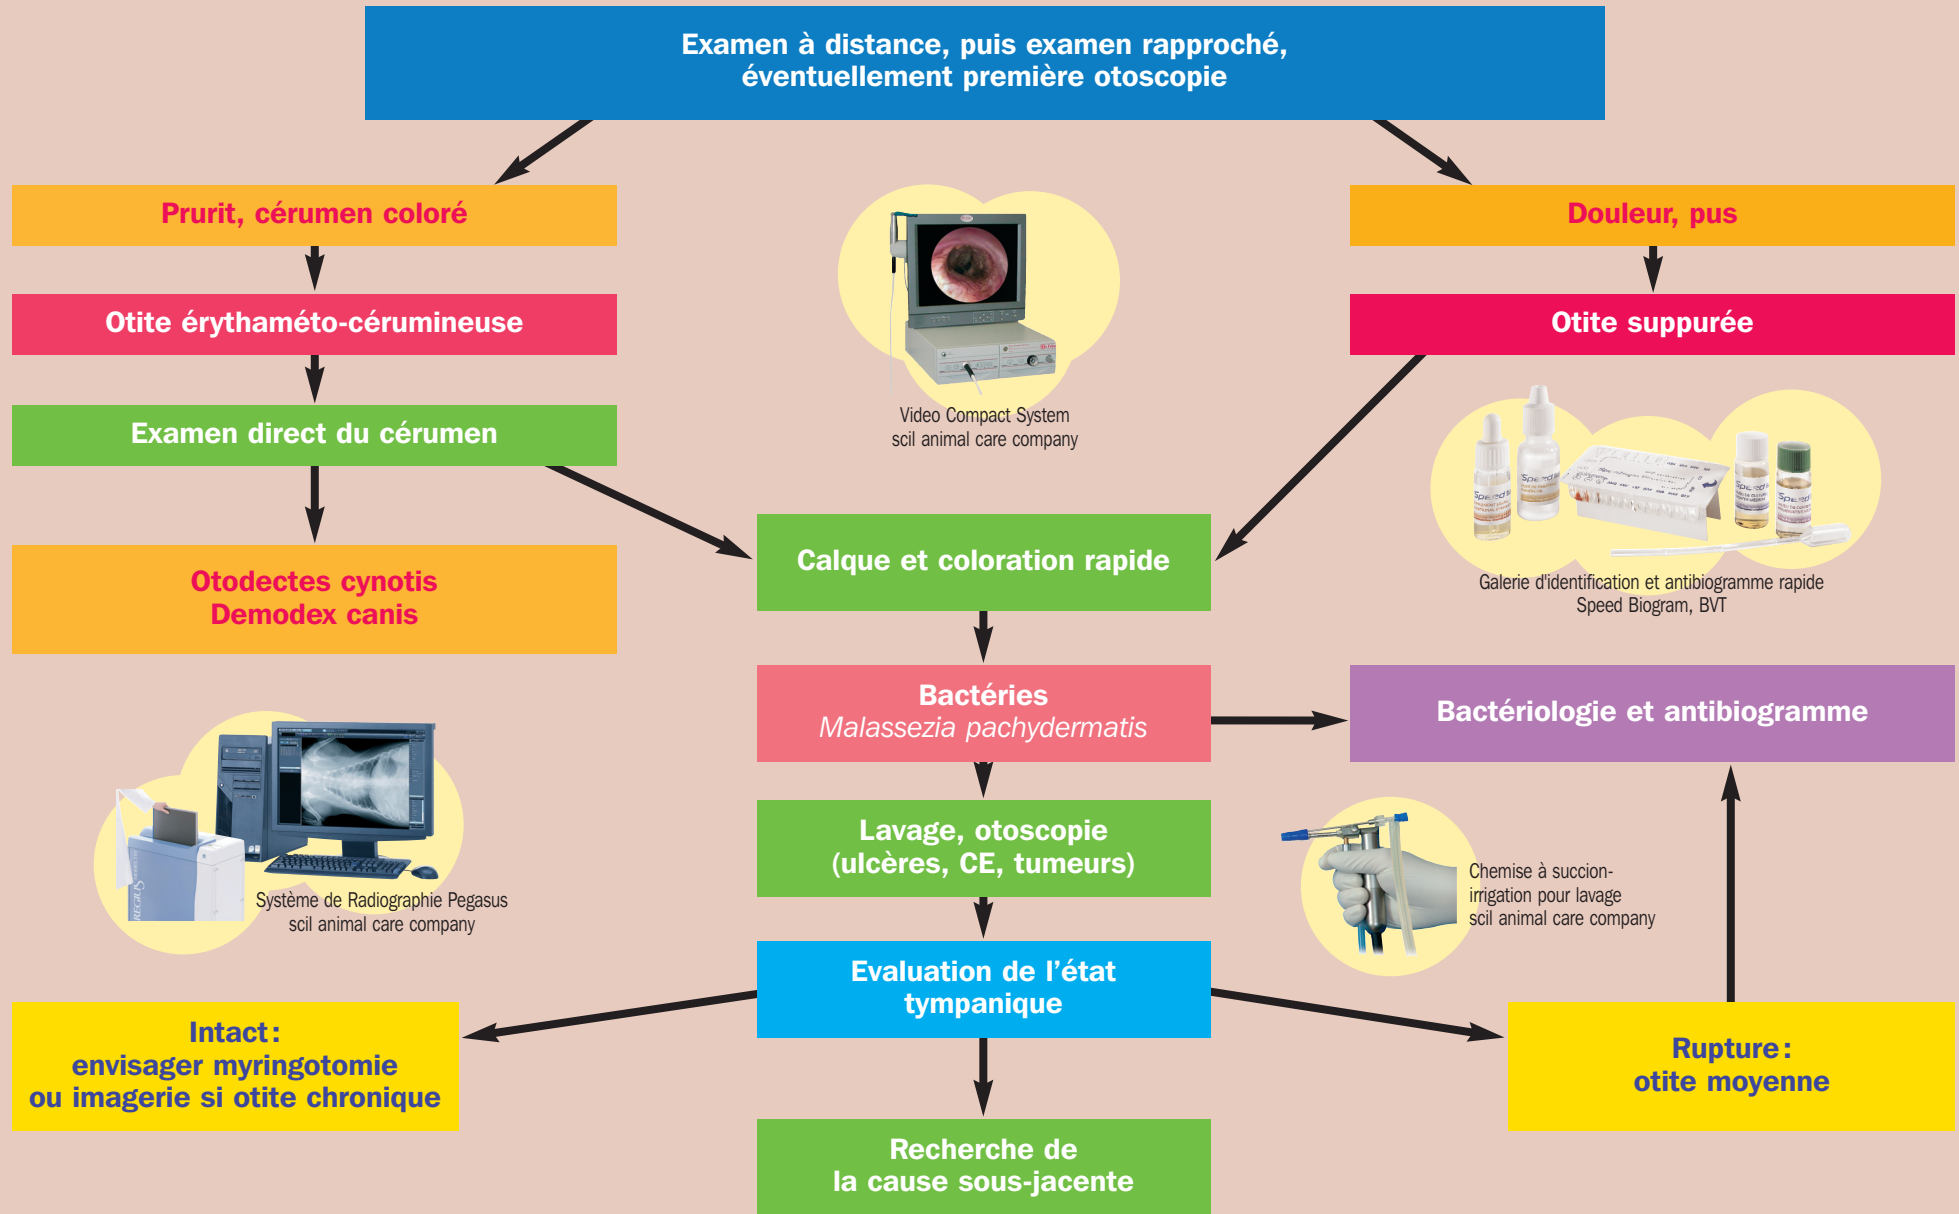 Examen à distance, puis examen rapproché,
éventuellement première otoscopie
Prurit, cérumen coloré
Douleur, pus
Otite érythaméto-cérumineuse
Otite suppurée
Examen direct du cérumen
Video Compact System
scil animal care company
Calque et coloration rapide
Otodectes cynotis
Demodex canis
Galerie d'identification et antibiogramme rapide
Speed Biogram, BVT
Bactéries
Malassezia pachydermatis
Bactériologie et antibiogramme
Lavage, otoscopie
(ulcères, CE, tumeurs)
Système de Radiographie Pegasus
scil animal care company
REGIUS
Chemise à succion-
irrigation pour lavage
scil animal care company
Evaluation de l’état
tympanique
Intact :
envisager myringotomie
ou imagerie si otite chronique
Rupture :
otite moyenne
Recherche de
la cause sous-jacente